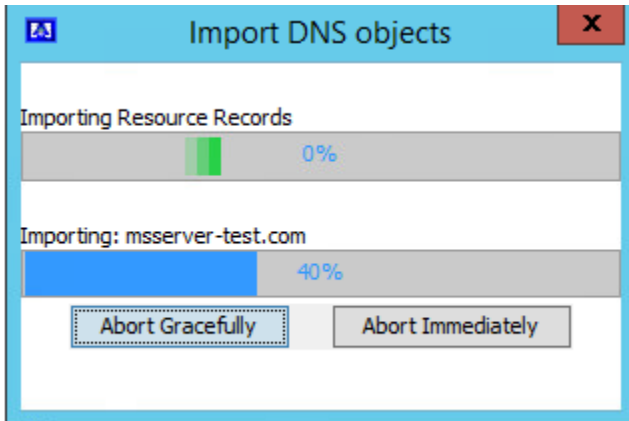 Import DNS objects
x
Importing Resource Records
0%
Importing: msserver-test.com
40%
Abort Gracefully
Abort Immediately